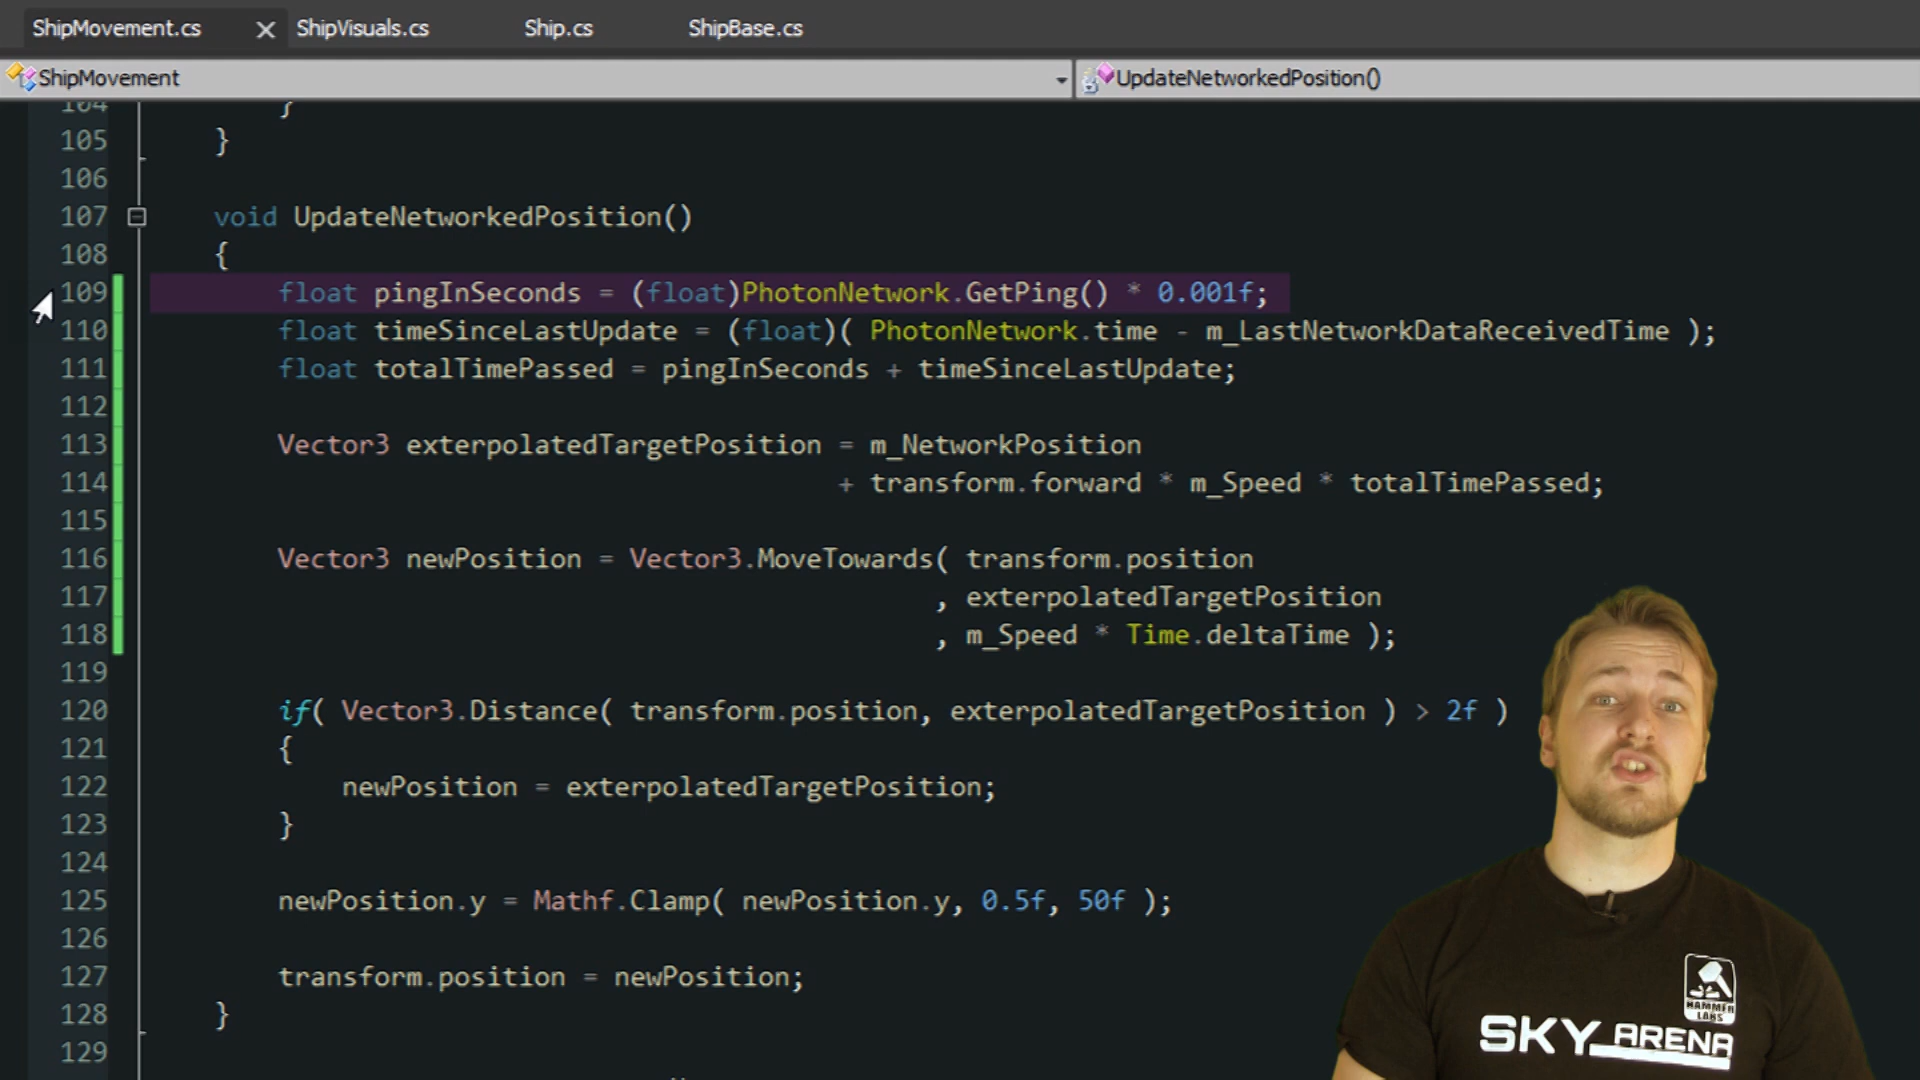 ShipMovement.cs ShipVisuals.cs Ship.cs ShipBase.cs
ShipMovement UpdateNetworkedPosition()
104 }
105 }
106
107 void UpdateNetworkedPosition()
108 {
109 float pingInSeconds = (float)PhotonNetwork.GetPing() * 0.001f;
110 float timeSinceLastUpdate = (float)( PhotonNetwork.time - m_LastNetworkDataReceivedTime );
111 float totalTimePassed = pingInSeconds + timeSinceLastUpdate;
112
113 Vector3 exterpolatedTargetPosition = m_NetworkPosition
114 + transform.forward * m_Speed * totalTimePassed;
115
116 Vector3 newPosition = Vector3.MoveTowards( transform.position
117 , exterpolatedTargetPosition
118 , m_Speed * Time.deltaTime );
119
120 if( Vector3.Distance( transform.position, exterpolatedTargetPosition ) > 2f )
121 {
122 newPosition = exterpolatedTargetPosition;
123 }
124
125 newPosition.y = Mathf.Clamp( newPosition.y, 0.5f, 50f );
126
127 transform.position = newPosition;
128 }
129
HAMMER
LABS
SKY ARENA